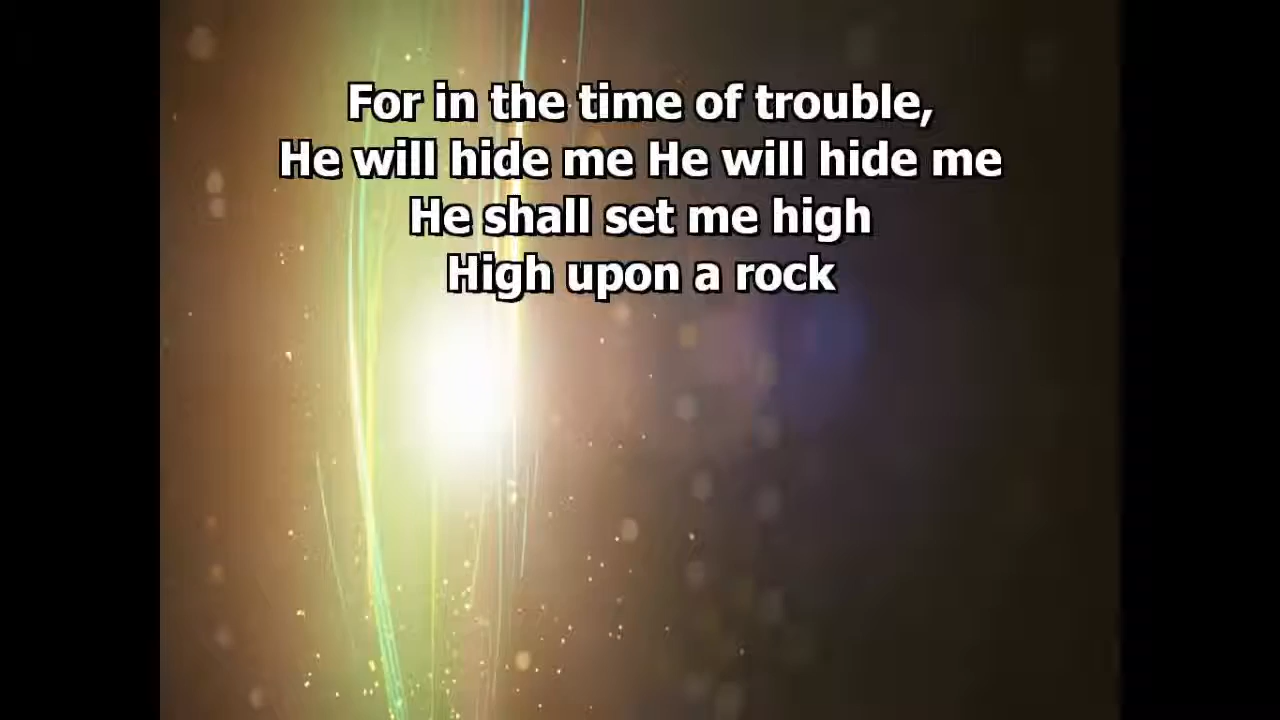 For in the time of trouble,
He will hide me He will hide me
He shall set me high
High upon a rock